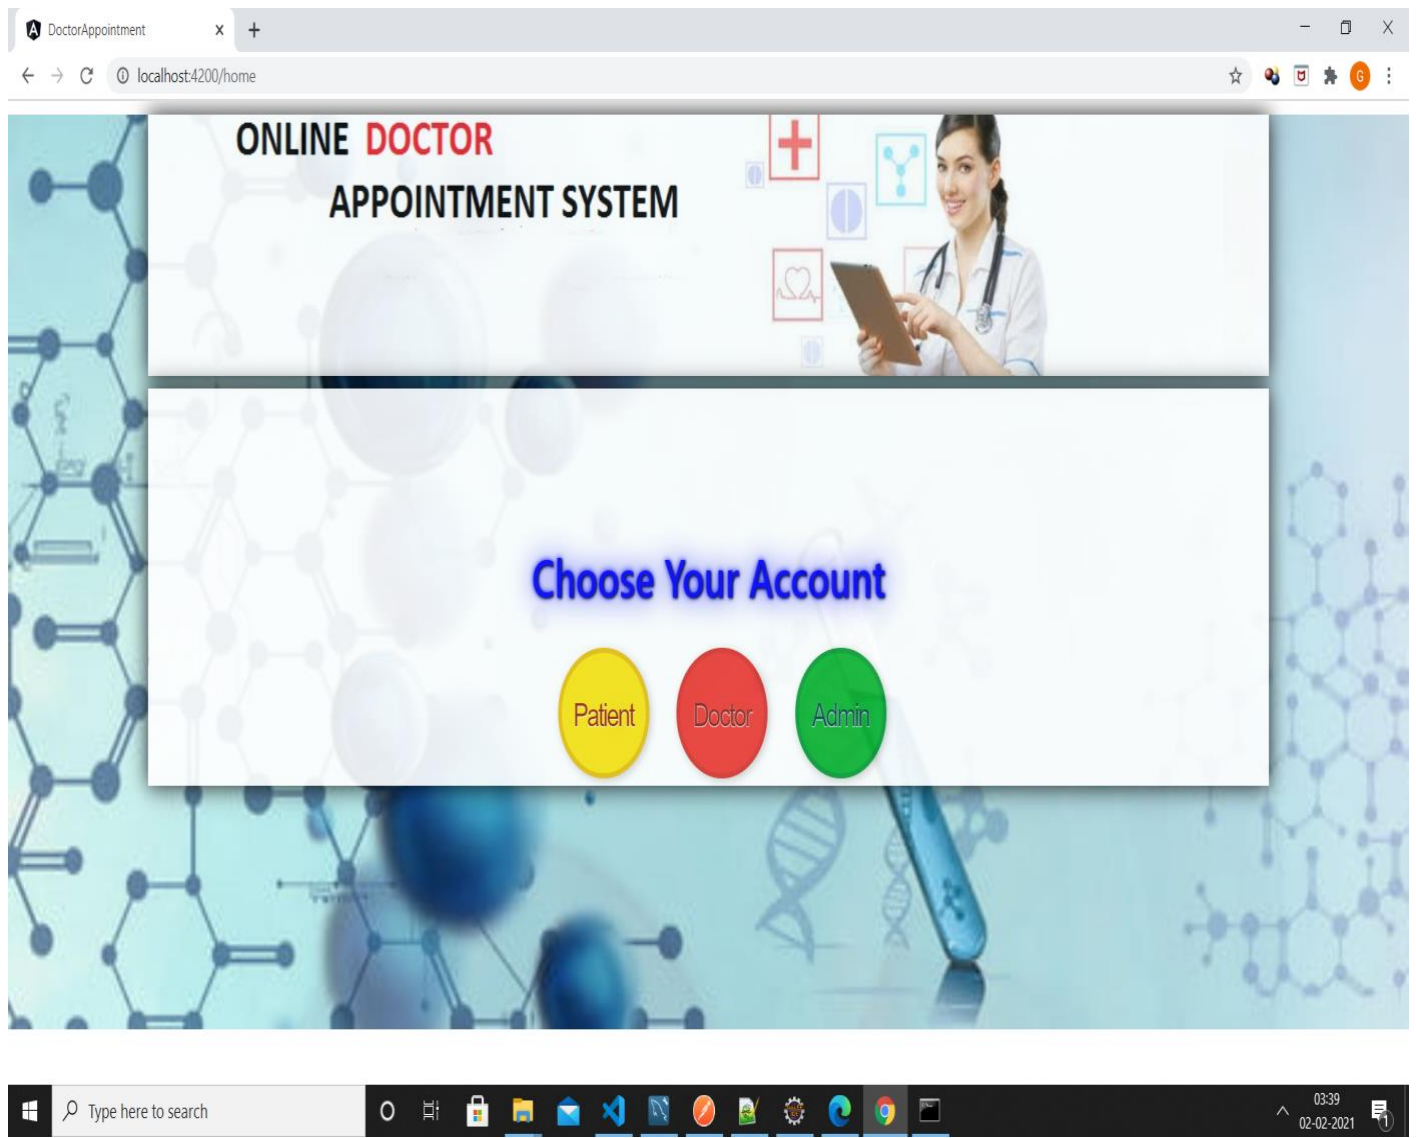 DoctorAppointment
localhost:4200/home
G
ONLINE DOCTOR
APPOINTMENT SYSTEM
Choose Your Account
Patient Doctor Admin
Type here to search
03:39
02-02-2021
1